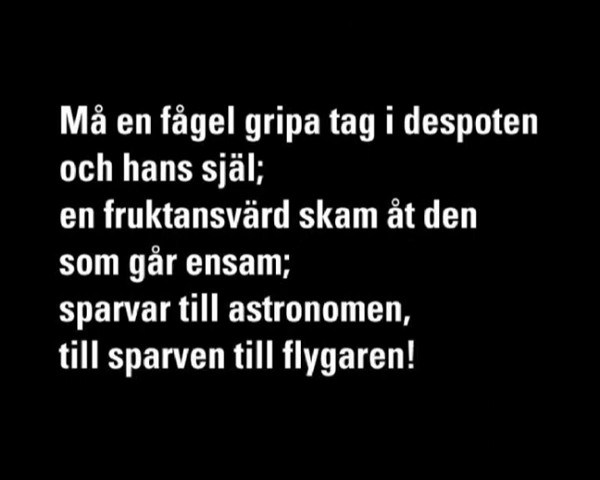 Må en fågel gripa tag i despoten
och hans själ;
en fruktansvärd skam åt den
som går ensam;
sparvar till astronomen,
till sparven till flygaren!